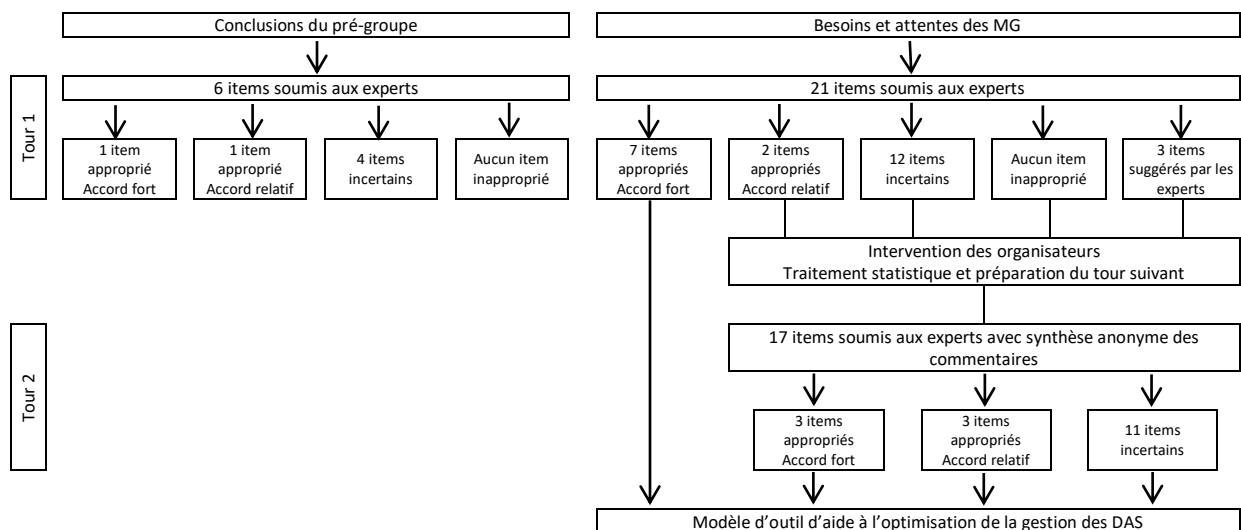 Conclusions du pré-groupe
Besoins et attentes des MG
Tour 1
6 items soumis aux experts
21 items soumis aux experts
1 item
approprié
Accord fort
1 item
approprié
Accord relatif
4 items
incertains
Aucun item
inapproprié
7 items
appropriés
Accord fort
2 items
appropriés
Accord relatif
12 items
incertains
Aucun item
inapproprié
3 items
suggérés par les
experts
Intervention des organisateurs
Traitement statistique et préparation du tour suivant
Tour 2
17 items soumis aux experts avec synthèse anonyme des
commentaires
3 items
appropriés
Accord fort
3 items
appropriés
Accord relatif
11 items
incertains
Modèle d'outil d'aide à l'optimisation de la gestion des DAS